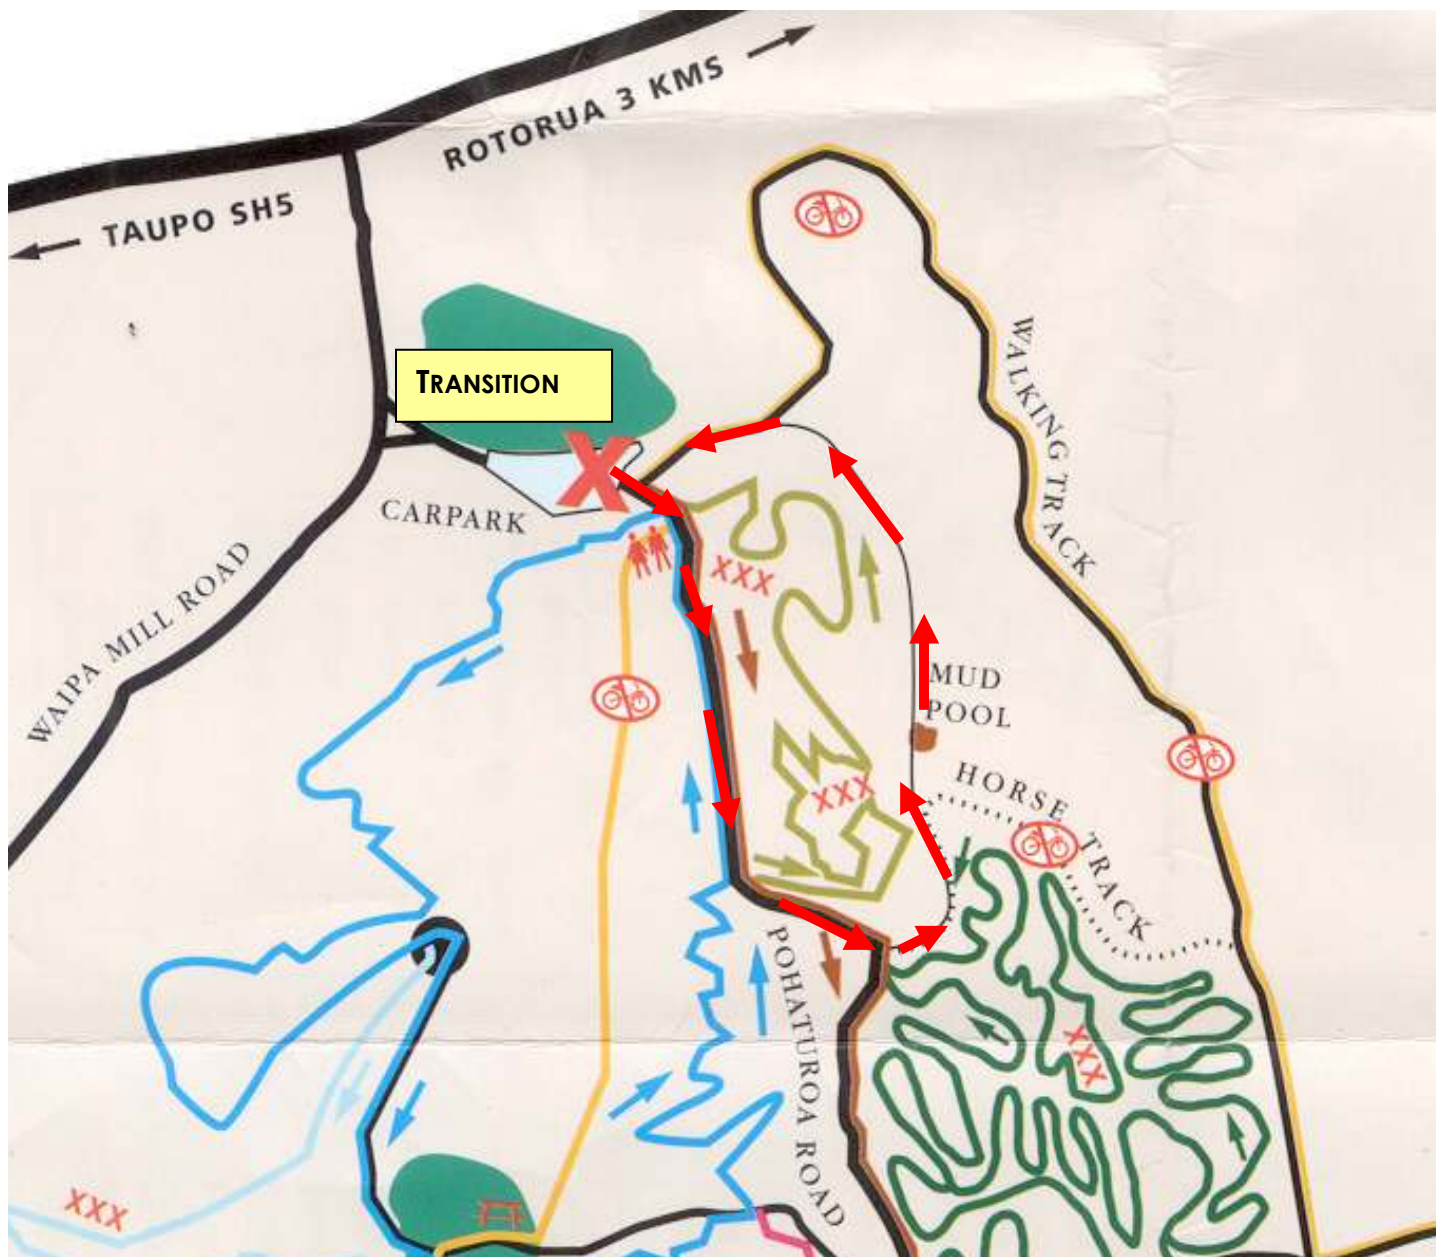 ROTORUA 3 KMS
TAUPO SH5
TRANSITION
WALKING TRACK
CARPARK
XXX
WAIPA MILL ROAD
MUD
POOL
HORSE TRACK
XXX
POHATUROA ROAD
XXX
XXX